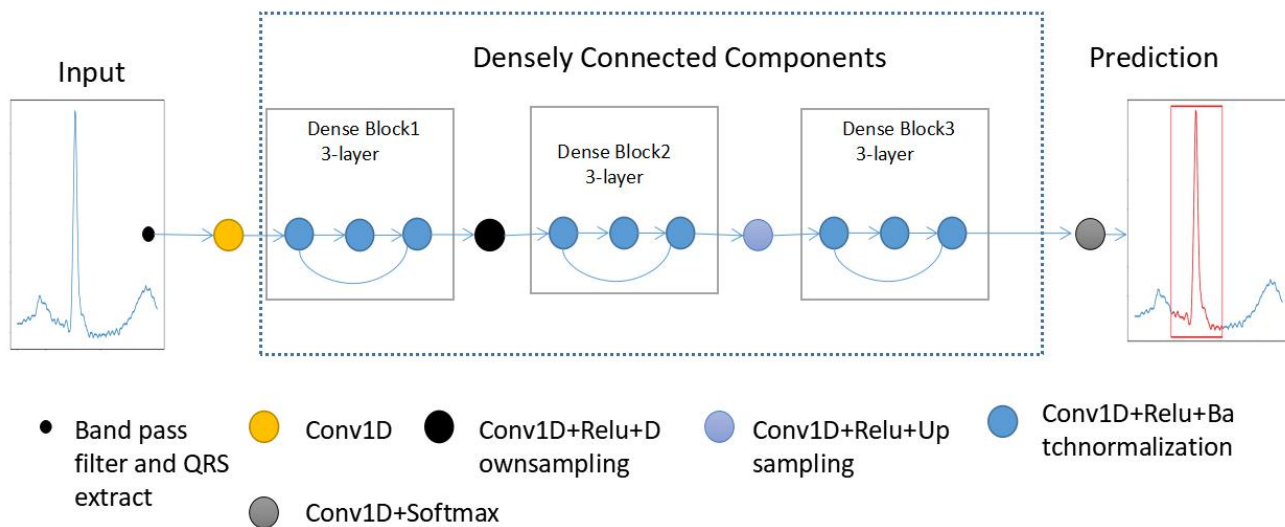 Input
Densely Connected Components
Prediction
Dense Block1
3-layer
Dense Block2
3-layer
Dense Block3
3-layer
Band pass
filter and QRS
extract
Conv1D
Conv1D+Relu+D
ownsampling
Conv1D+Relu+Up
sampling
Conv1D+Relu+Ba
tchnormalization
Conv1D+Softmax